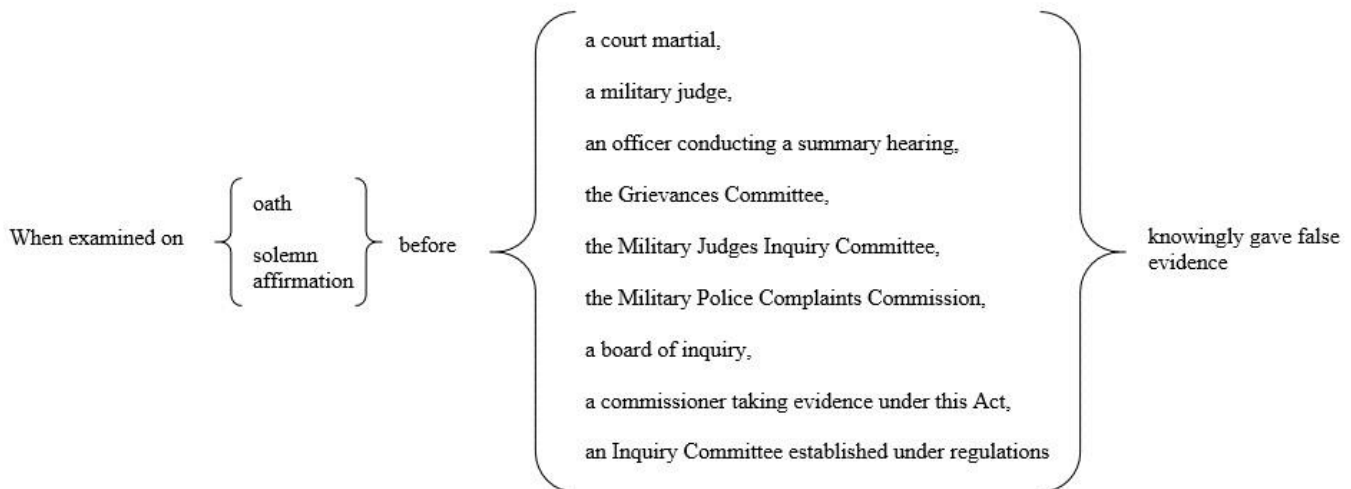 When examined on
oath
solemn
affirmation
before
a court martial,
a military judge,
an officer conducting a summary hearing,
the Grievances Committee,
the Military Judges Inquiry Committee,
the Military Police Complaints Commission,
a board of inquiry,
a commissioner taking evidence under this Act,
an Inquiry Committee established under regulations
knowingly gave false
evidence